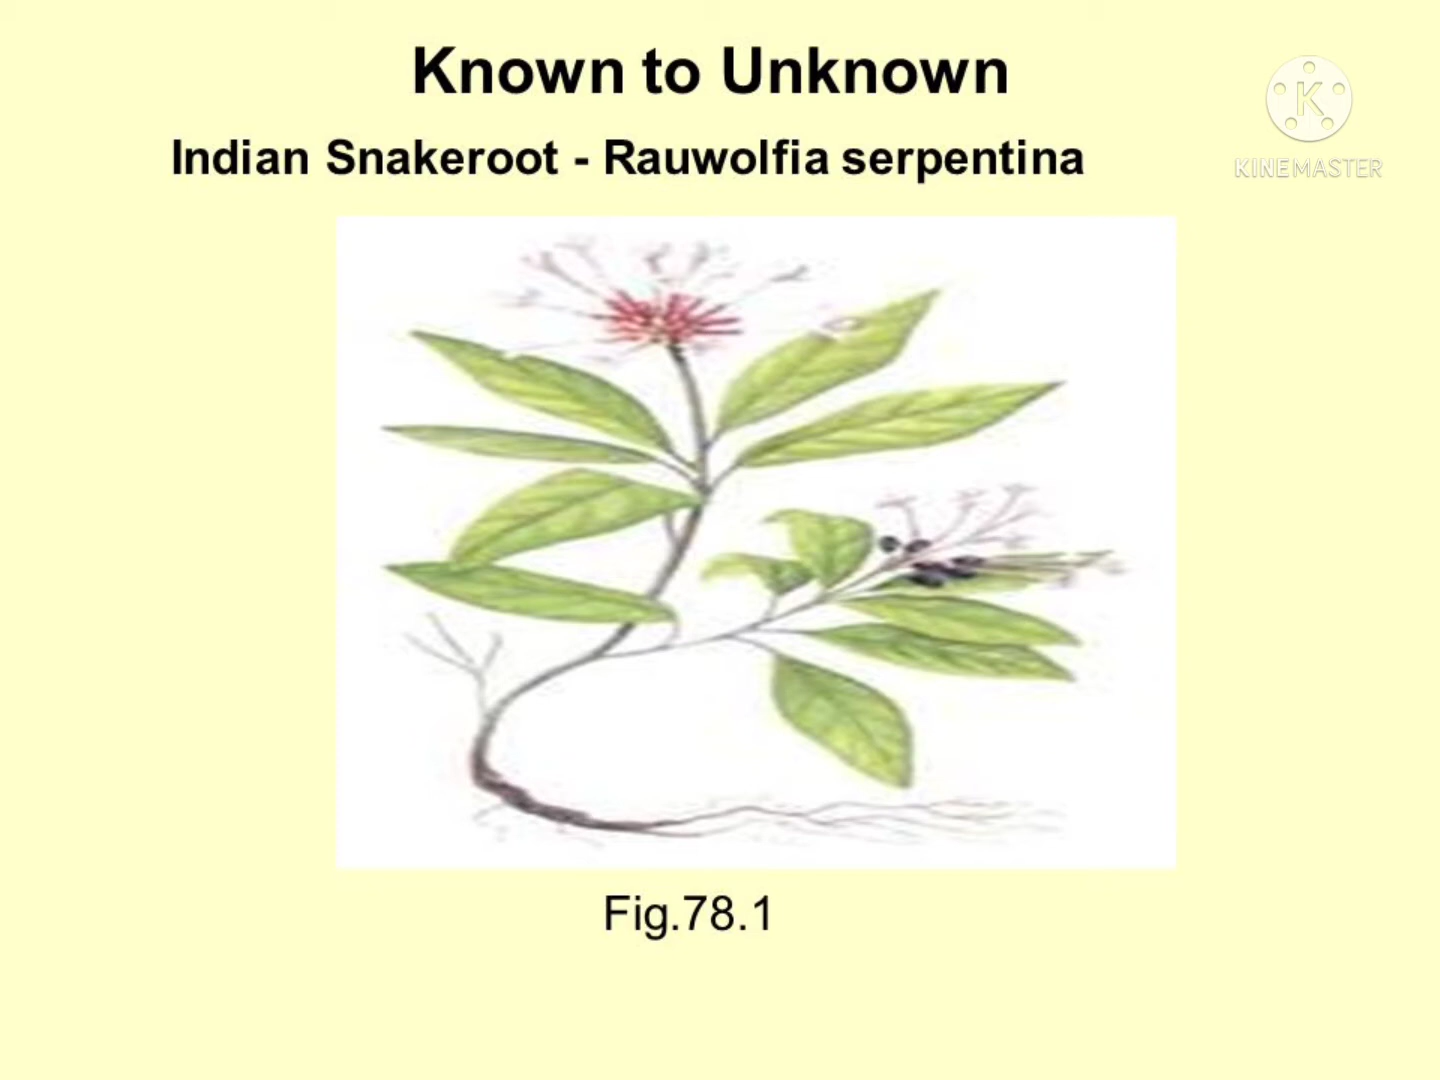 Known to Unknown
Indian Snakeroot - Rauwolfia serpentina
K
KINEMASTER
Fig.78.1